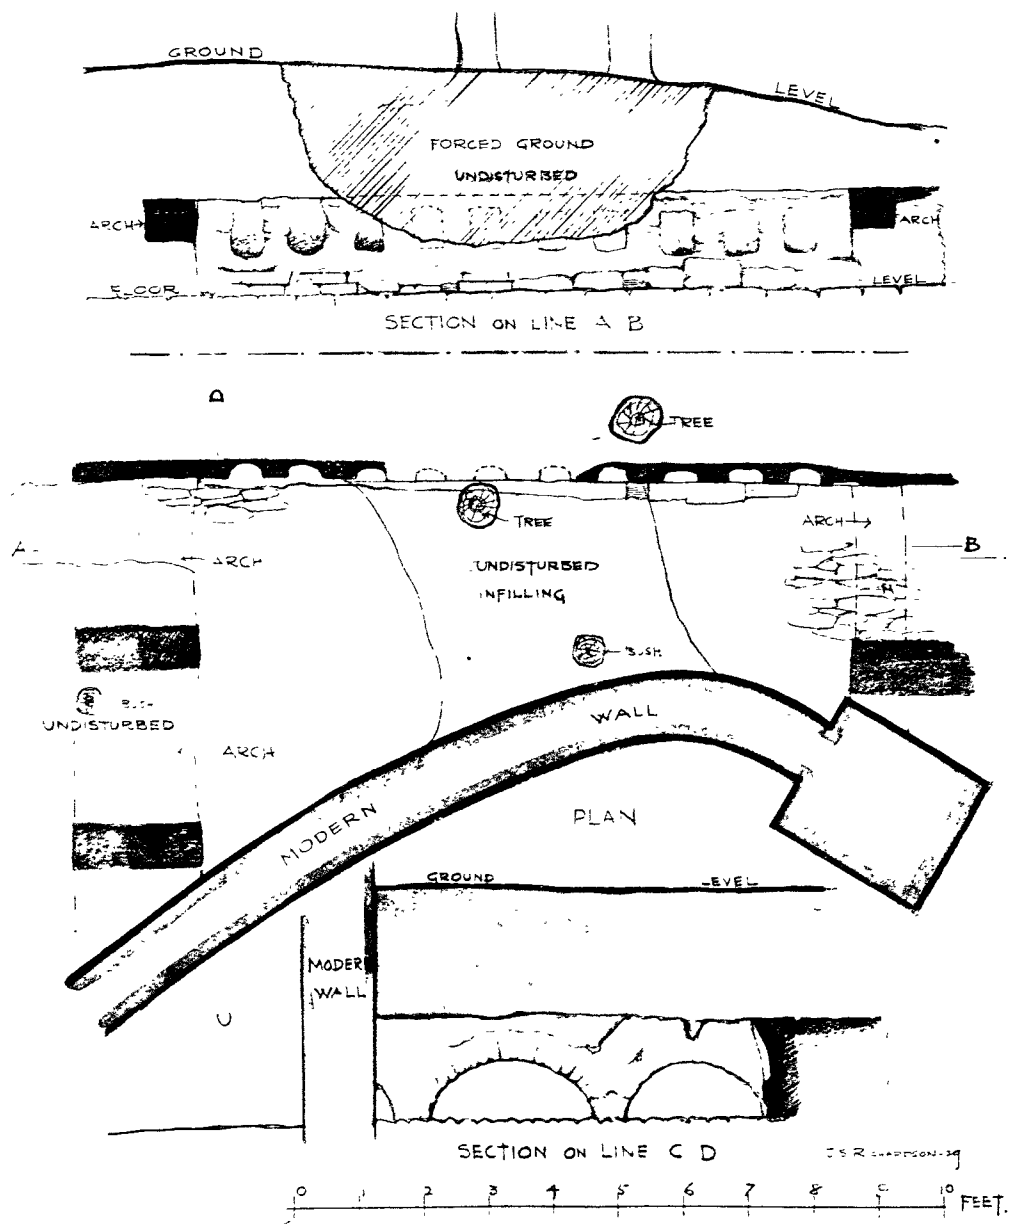 GROUND
LEVEL
FORCED GROUND
UNDISTURBED
ARCH
ARCH
FLOOR
LEVEL
SECTION ON LINE A B
D
TREE
TREE
ARCH
A
ARCH
B
UNDISTURBED
INFILLING
BUSH
UNDISTURBED
ARCH
WALL
MODERN
PLAN
GROUND
LEVEL
MODERN
WALL
SECTION ON LINE C D
0 1 2 3 4 5 6 7 8 9 10 FEET.